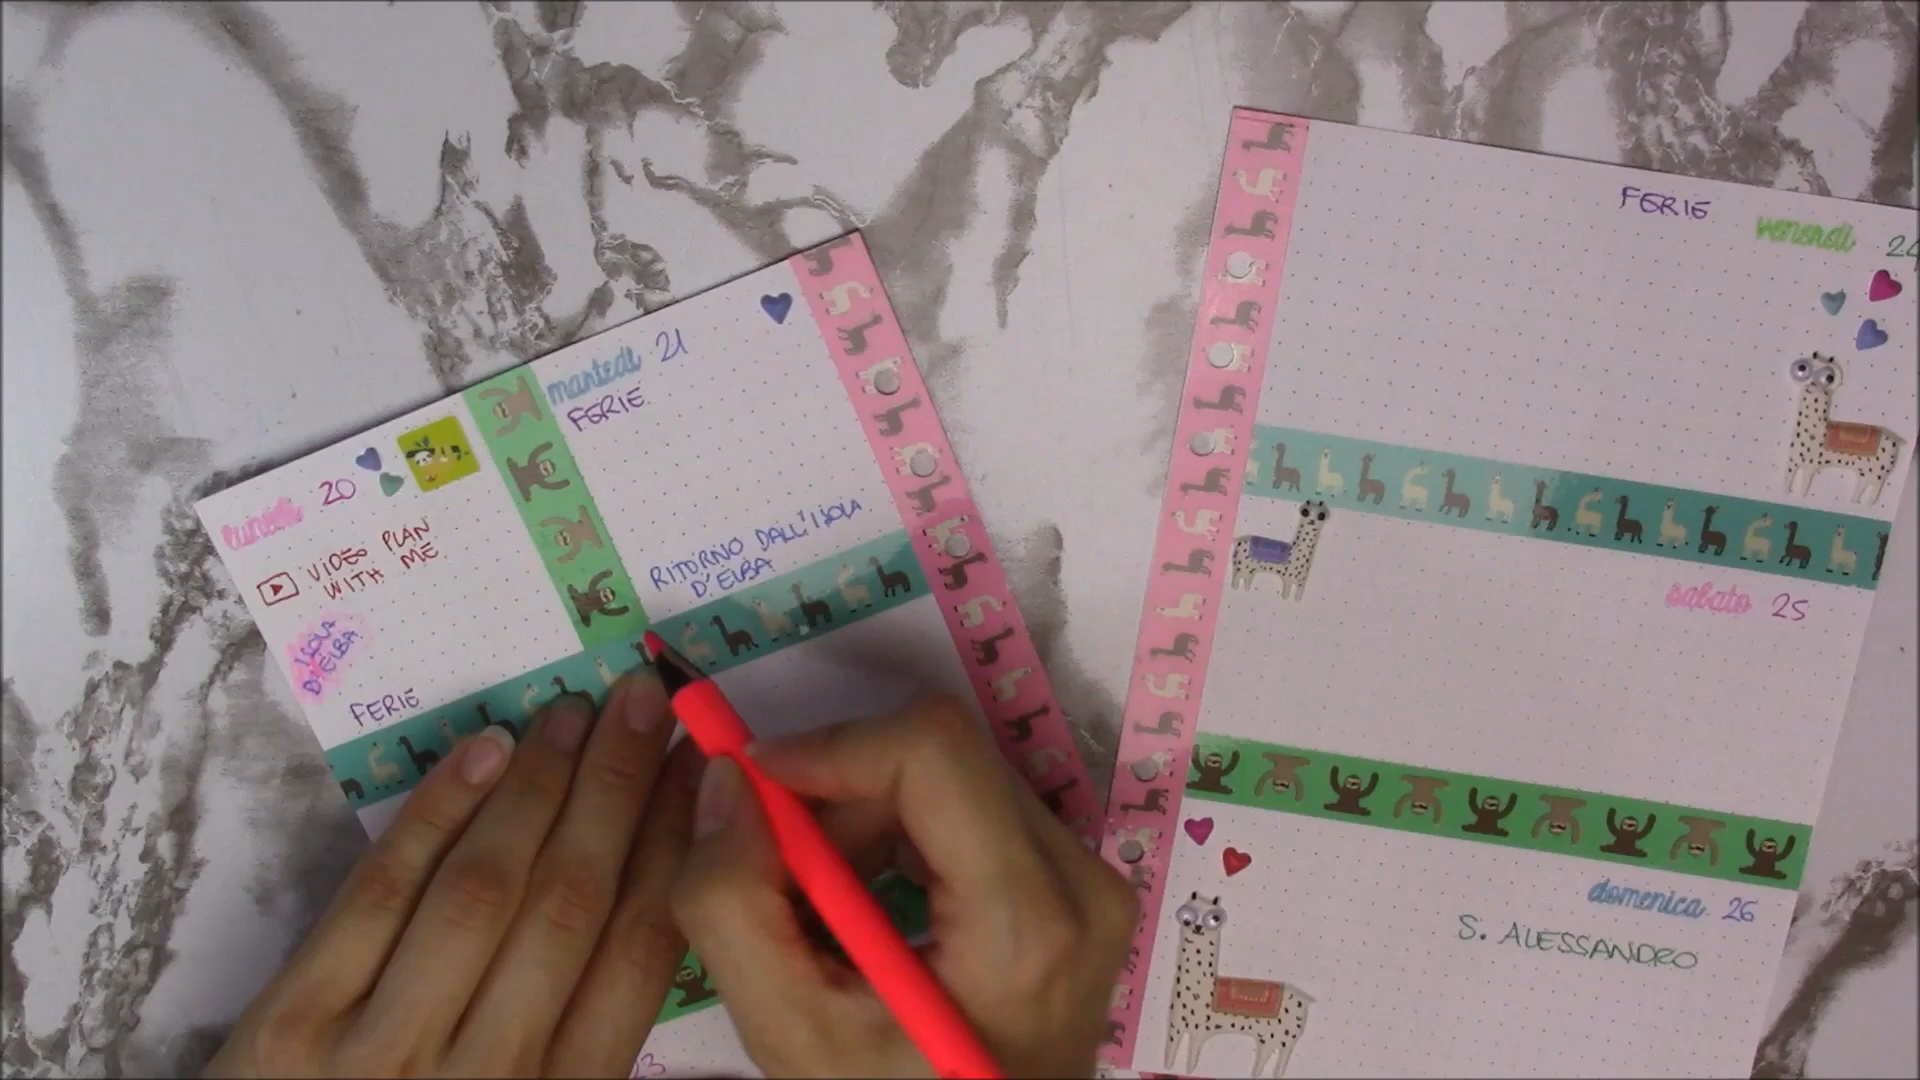 lunedì 20
VIDEO PLAN
WITH ME
ISOLA
D'ELBA
FERIE
martedì 21
FERIE
RITORNO DALL'ISOLA
D'ELBA
23
FERIE
venerdì 24
sabato 25
domenica 26
S. ALESSANDRO